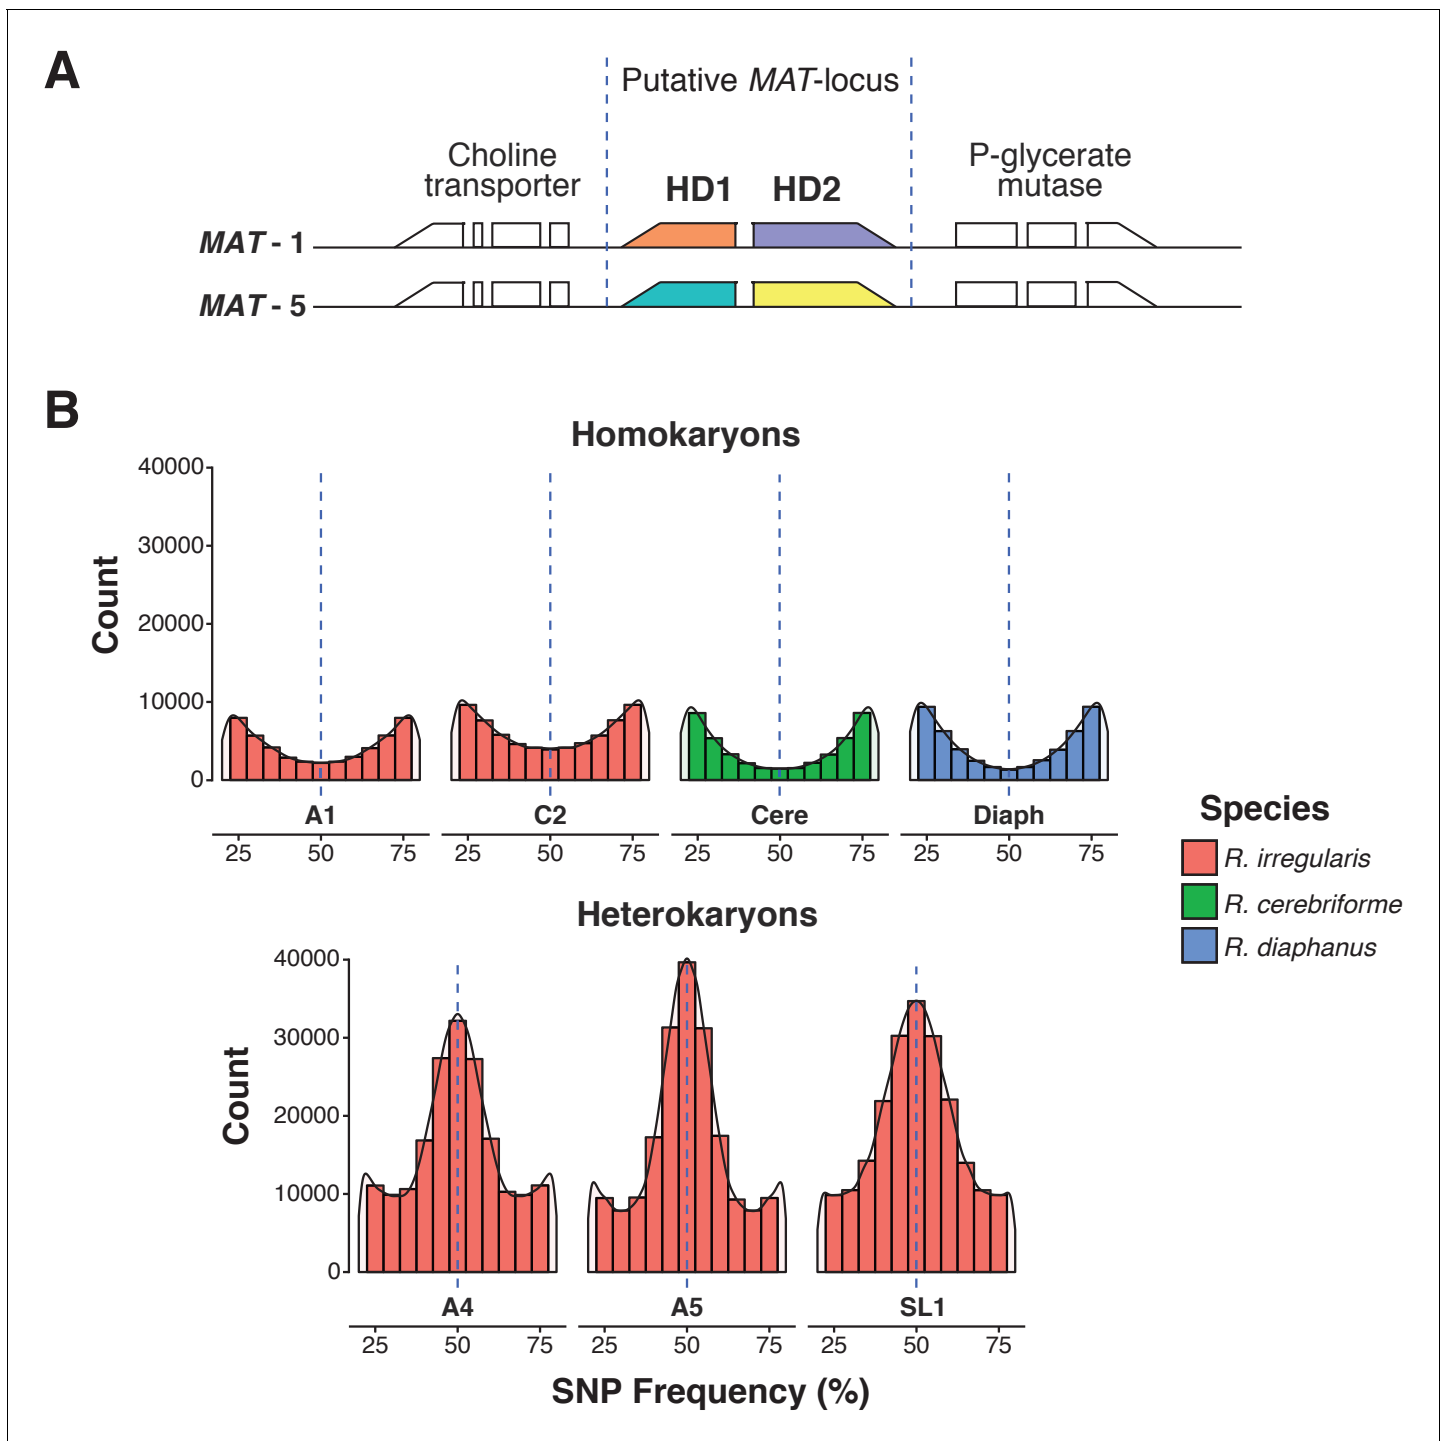 A
Putative MAT-locus
Choline
transporter
HD1
HD2
P-glycerate
mutase
MAT - 1
MAT - 5
B
Homokaryons
Count
40000
30000
20000
10000
0
A1
C2
Cere
Diaph
25 50 75
25 50 75
25 50 75
25 50 75
Species
R. irregularis
R. cerebriforme
R. diaphanus
Heterokaryons
Count
40000
30000
20000
10000
0
A4
A5
SL1
25 50 75
25 50 75
25 50 75
SNP Frequency (%)